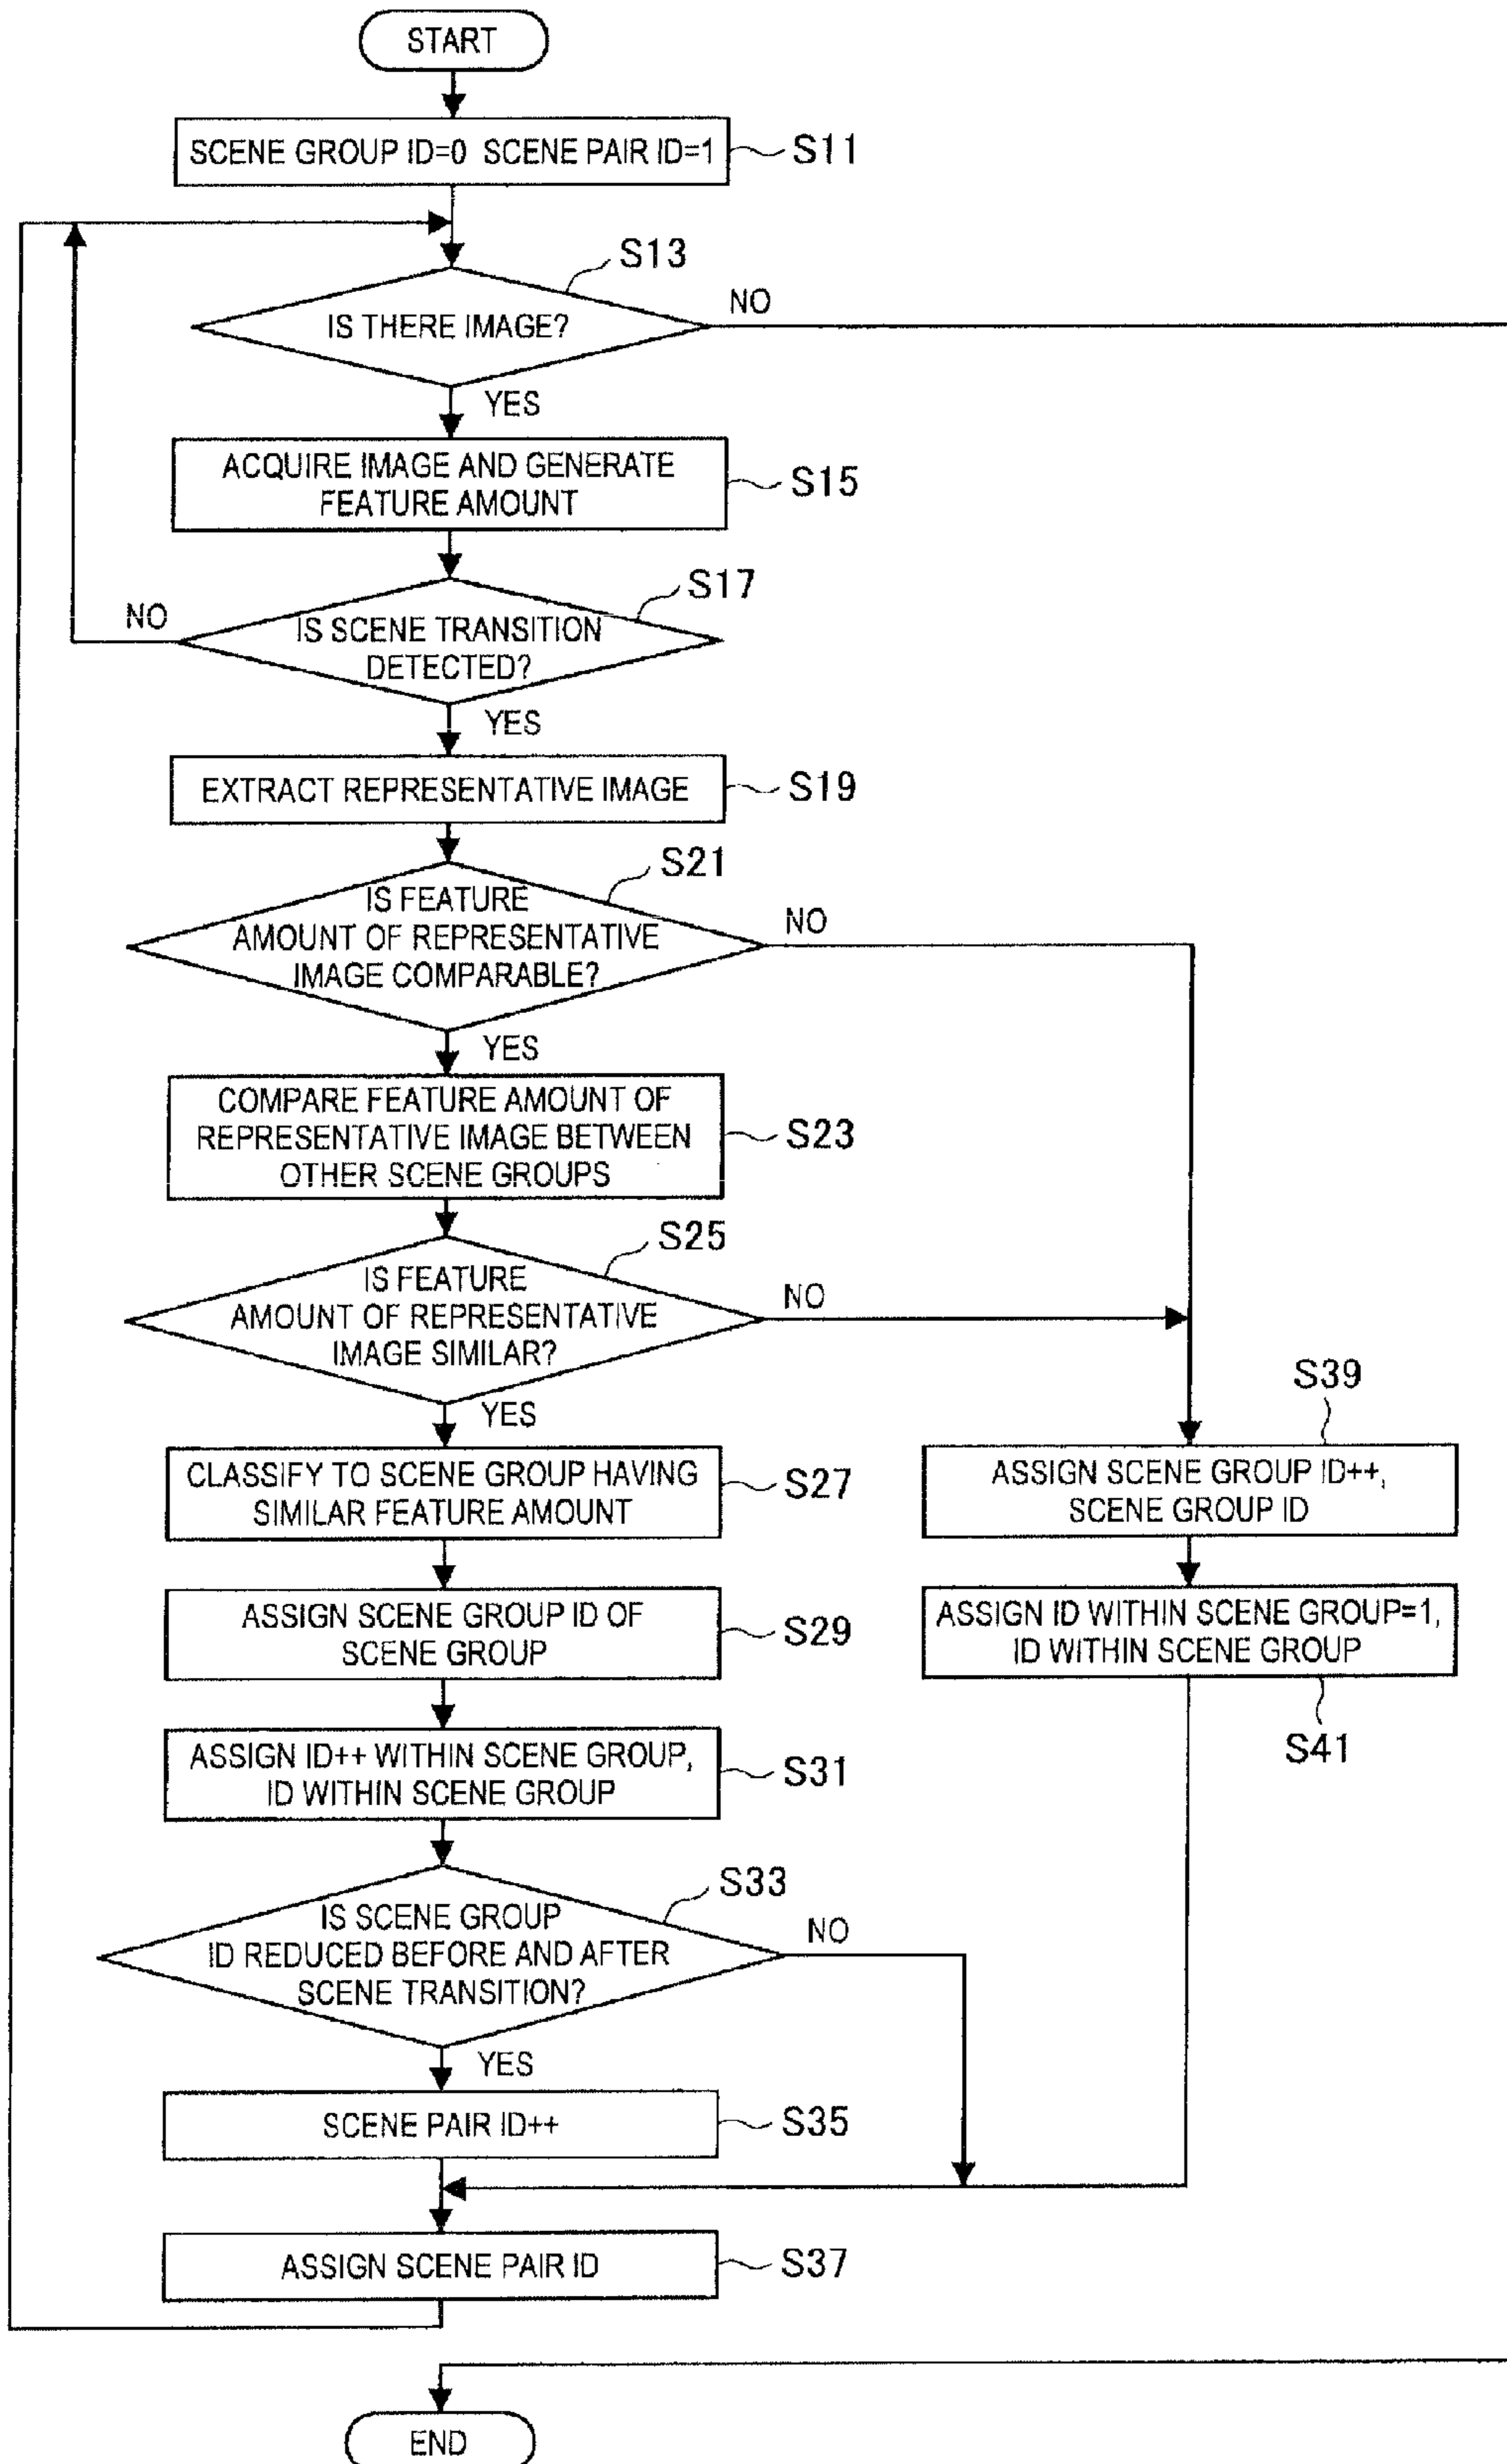 START
SCENE GROUP ID=0 SCENE PAIR ID=1
S11
S13
IS THERE IMAGE?
NO
YES
ACQUIRE IMAGE AND GENERATE
FEATURE AMOUNT
S15
S17
NO
IS SCENE TRANSITION
DETECTED?
YES
EXTRACT REPRESENTATIVE IMAGE
S19
S21
IS FEATURE
AMOUNT OF REPRESENTATIVE
IMAGE COMPARABLE?
NO
YES
COMPARE FEATURE AMOUNT OF
REPRESENTATIVE IMAGE BETWEEN
OTHER SCENE GROUPS
S23
S25
IS FEATURE
AMOUNT OF REPRESENTATIVE
IMAGE SIMILAR?
NO
YES
CLASSIFY TO SCENE GROUP HAVING
SIMILAR FEATURE AMOUNT
S27
S39
ASSIGN SCENE GROUP ID++,
SCENE GROUP ID
ASSIGN SCENE GROUP ID OF
SCENE GROUP
S29
ASSIGN ID WITHIN SCENE GROUP=1,
ID WITHIN SCENE GROUP
S41
ASSIGN ID++ WITHIN SCENE GROUP,
ID WITHIN SCENE GROUP
S31
S33
IS SCENE GROUP
ID REDUCED BEFORE AND AFTER
SCENE TRANSITION?
NO
YES
SCENE PAIR ID++
S35
ASSIGN SCENE PAIR ID
S37
END